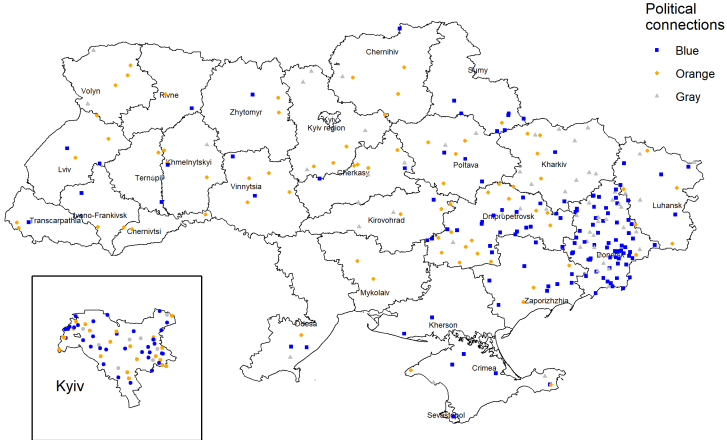 Political
connections
Blue
Orange
Gray
Chernihiv
Sumy
Volyn
Rivne
Zhytomyr
Kyiv
Kyiv region
Lviv
Ternopil
Khmelnytskyi
Vinnytsia
Cherkasy
Poltava
Kharkiv
Luhansk
Transcarpathia
Ivano-Frankivsk
Chernivtsi
Kirovohrad
Dnipropetrovsk
Donetsk
Mykolaiv
Zaporizhzhia
Odesa
Kherson
Crimea
Sevastopol
Kyiv